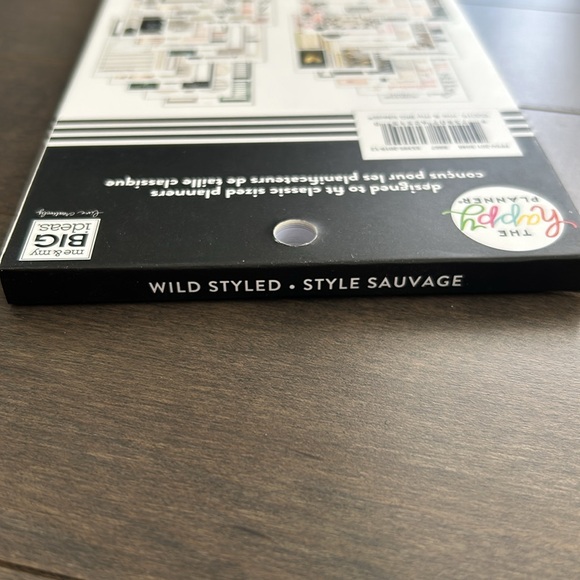 designed to fit classic sized planners
conçus pour les planificateurs de taille classique
THE
happy
PLANNER
me & my
BIG
ideas.
WILD STYLED • STYLE SAUVAGE